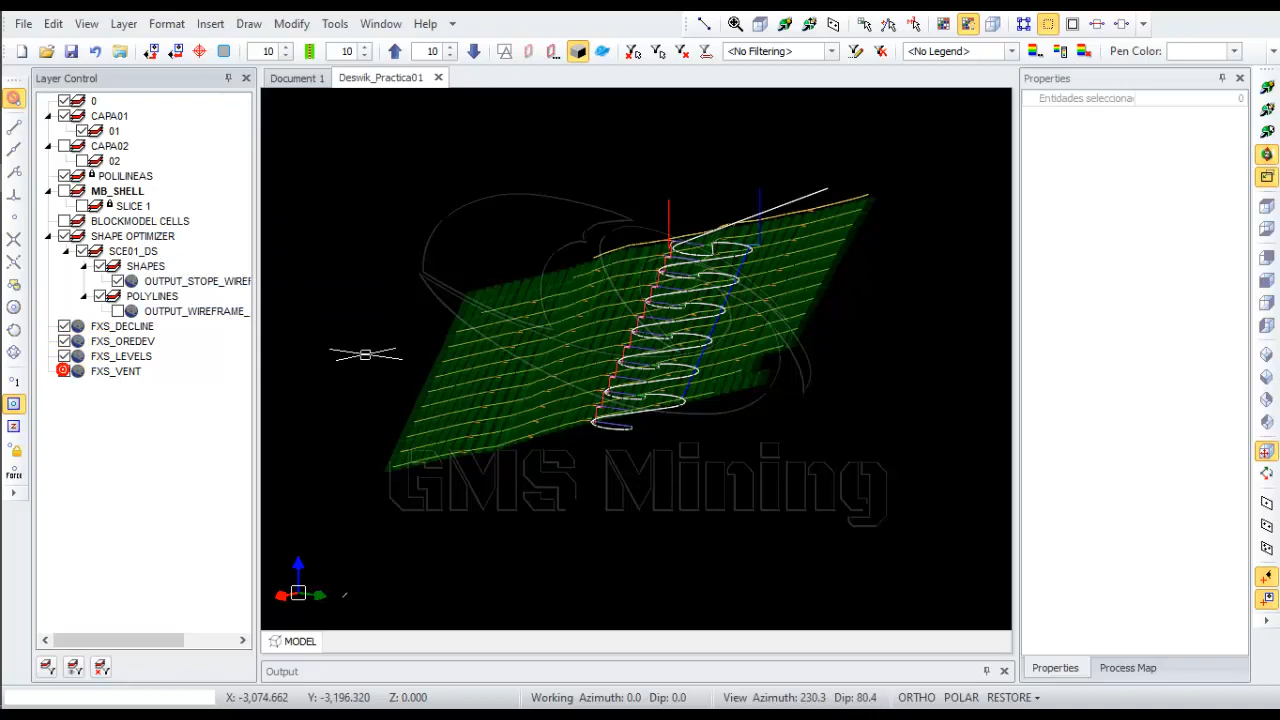 File Edit View Layer Format Insert Draw Modify Tools Window Help
10 10 10 <No Filtering> <No Legend> Pen Color:
Layer Control
Document 1 Deswik_Practica01
Properties
0
CAPA01
01
CAPA02
02
POLILINEAS
MB_SHELL
SLICE 1
BLOCKMODEL CELLS
SHAPE OPTIMIZER
SCE01_DS
SHAPES
OUTPUT_STOPE_WIREF
POLYLINES
OUTPUT_WIREFRAME_
FXS_DECLINE
FXS_OREDEV
FXS_LEVELS
FXS_VENT
Entidades selecciona 0
1
Force
GMS Mining
MODEL
Output
Properties Process Map
X: -3,074.662 Y: -3,196.320 Z: 0.000 Working Azimuth: 0.0 Dip: 0.0 View Azimuth: 230.3 Dip: 80.4 ORTHO POLAR RESTORE